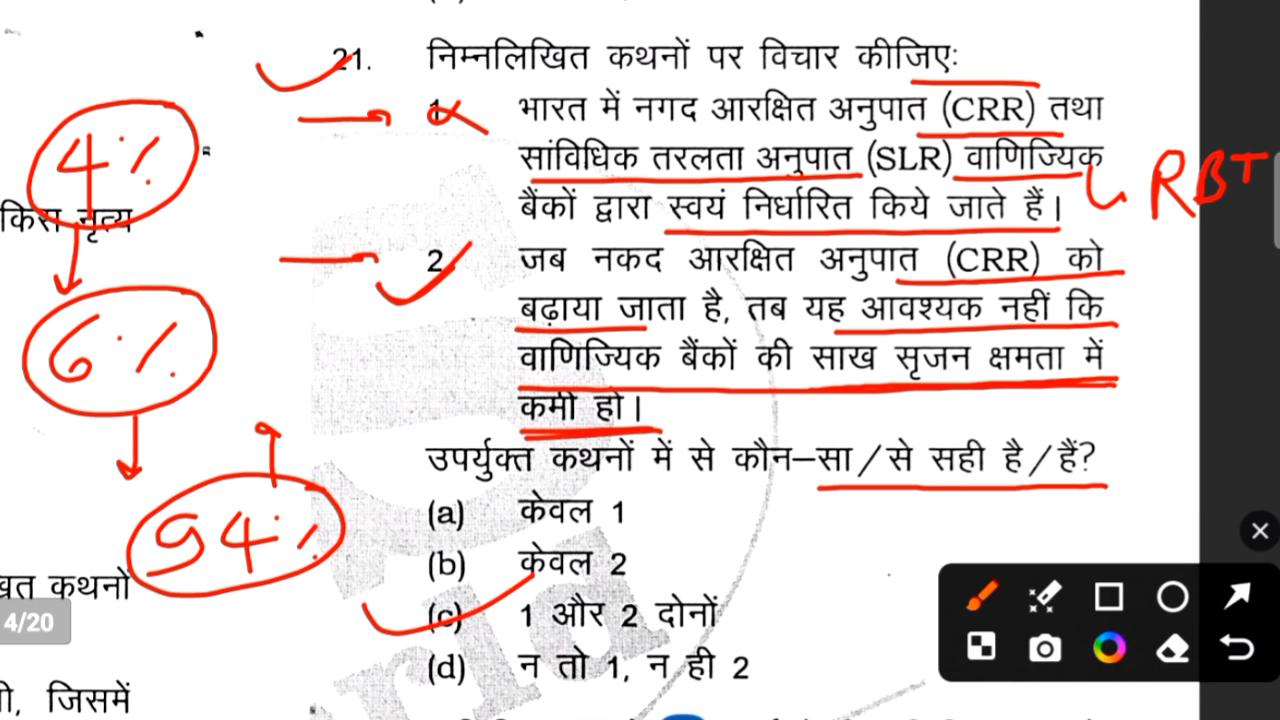 21. निम्नलिखित कथनों पर विचार कीजिएः
4%
1 भारत में नगद आरक्षित अनुपात (CRR) तथा
सांविधिक तरलता अनुपात (SLR) वाणिज्यिक
RBI
बैंकों द्वारा स्वयं निर्धारित किये जाते हैं।
नृत्य
2 जब नकद आरक्षित अनुपात (CRR) को
बढ़ाया जाता है, तब यह आवश्यक नहीं कि
6%
वाणिज्यिक बैंकों की साख सृजन क्षमता में
कमी हो।
उपर्युक्त कथनों में से कौन–सा/से सही है/हैं?
94%
(a) केवल 1
(b) केवल 2
कथनों
(c) 1 और 2 दोनों
4/20
(d) न तो 1, न ही 2
जिसमें